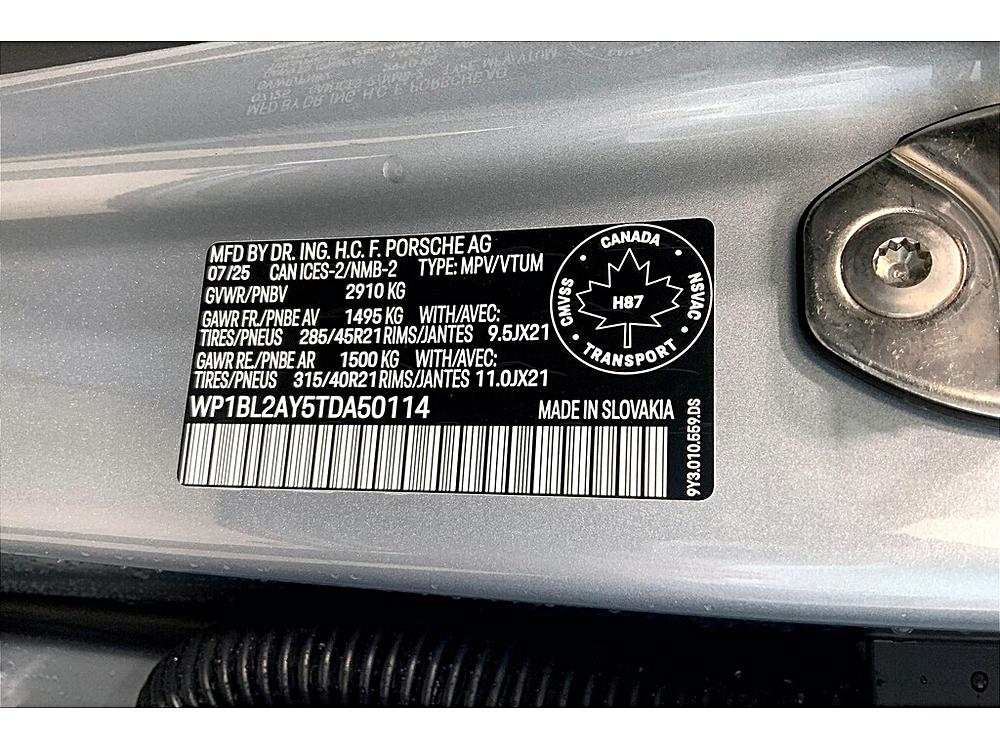 MFD BY DR. ING. H.C. F. PORSCHE AG
07/25 CAN ICES-2/NMB-2 TYPE: MPV/VTUM
GVWR/PNBV 2910 KG
GAWR FR./PNBE AV 1495 KG WITH/AVEC:
TIRES/PNEUS 285/45R21 RIMS/JANTES 9.5JX21
GAWR RE./PNBE AR 1500 KG WITH/AVEC:
TIRES/PNEUS 315/40R21 RIMS/JANTES 11.0JX21
WP1BL2AY5TDA50114 MADE IN SLOVAKIA
CANADA
CMVSS
NSVAC
H87
TRANSPORT
9Y3.010.559.DS